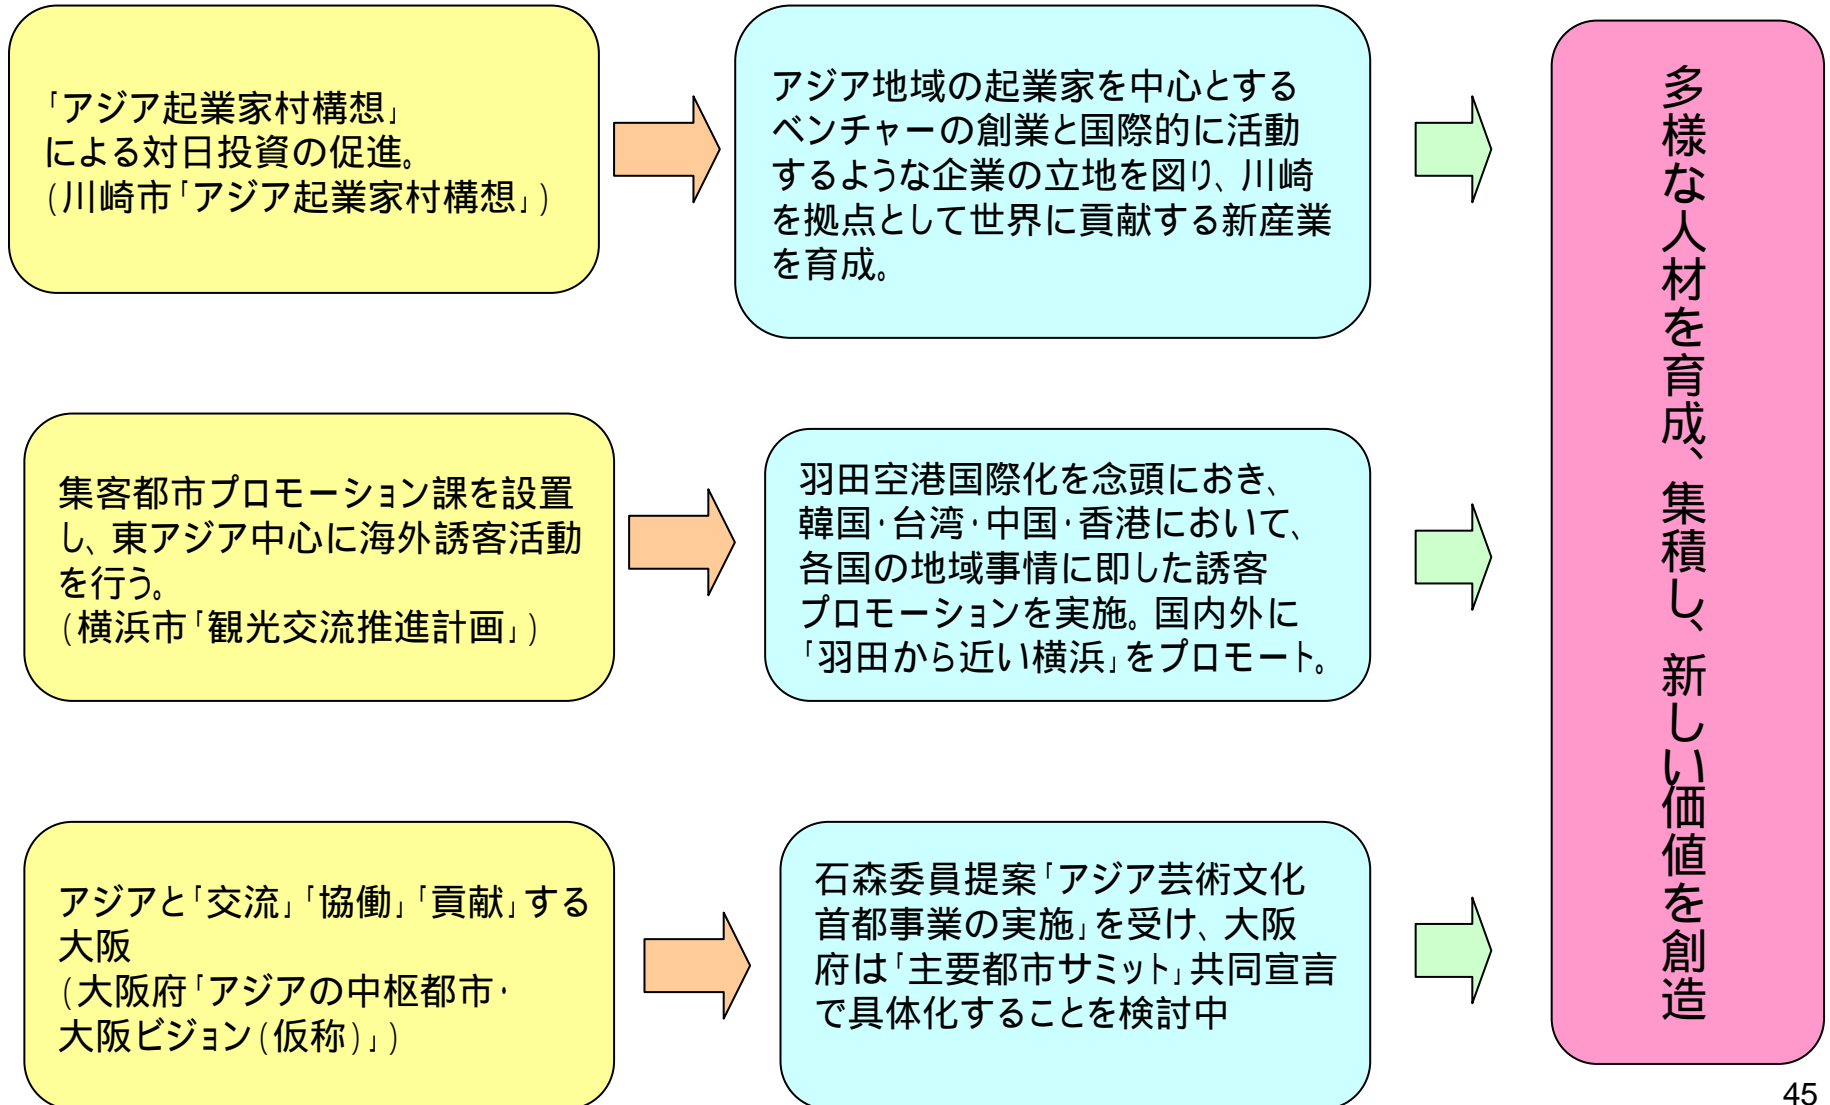 「アジア起業家村構想」
による対日投資の促進。
(川崎市「アジア起業家村構想」)
アジア地域の起業家を中心とする
ベンチャーの創業と国際的に活動
するような企業の立地を図り、川崎
を拠点として世界に貢献する新産業
を育成。
集客都市プロモーション課を設置
し、東アジア中心に海外誘客活動
を行う。
(横浜市「観光交流推進計画」)
羽田空港国際化を念頭におき、
韓国・台湾・中国・香港において、
各国の地域事情に即した誘客
プロモーションを実施。国内外に
「羽田から近い横浜」をプロモート。
アジアと「交流」「協働」「貢献」する
大阪
(大阪府「アジアの中枢都市・
大阪ビジョン(仮称)」)
石森委員提案「アジア芸術文化
首都事業の実施」を受け、大阪
府は「主要都市サミット」共同宣言
で具体化することを検討中
多様な人材を育成、集積し、新しい価値を創造
45